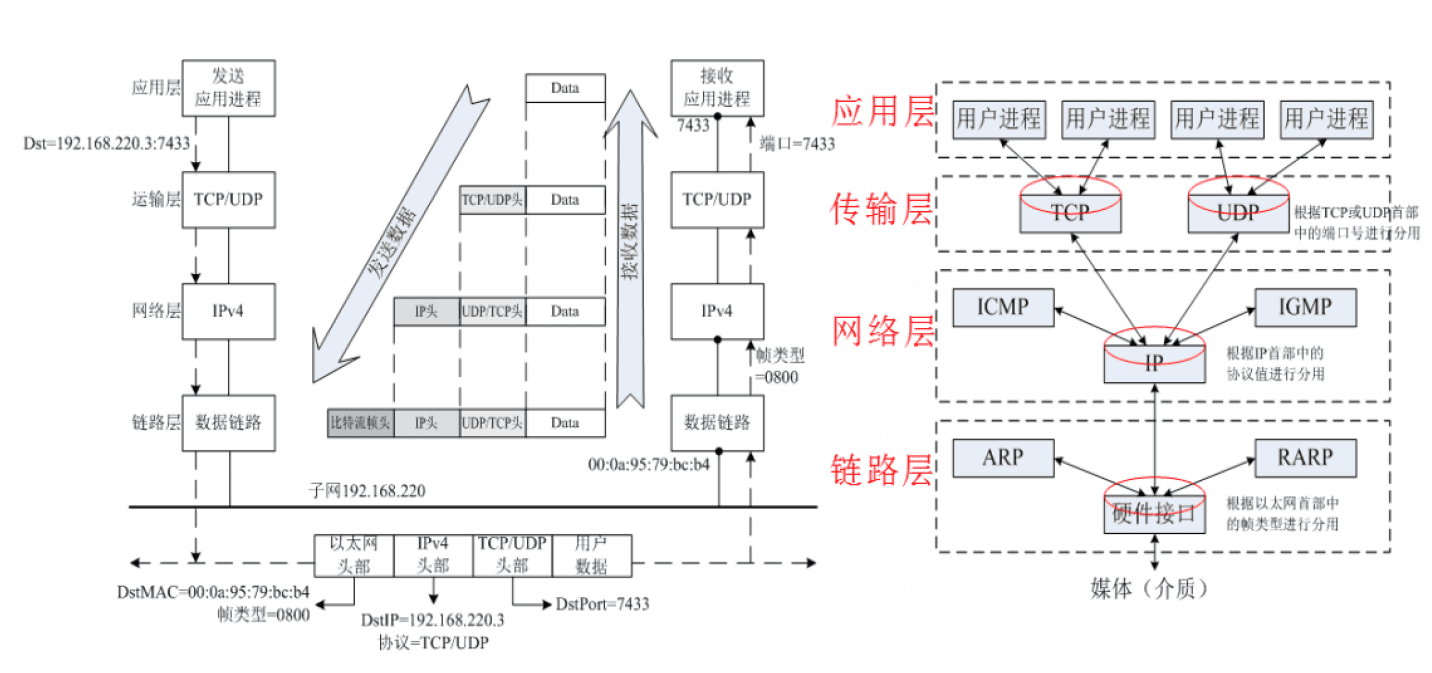 应用层
发送
应用进程
Dst=192.168.220.3:7433
运输层
TCP/UDP
网络层
IPv4
链路层
数据链路
Data
TCP/UDP头
Data
IP头
UDP/TCP头
Data
比特流帧头
IP头
UDP/TCP头
Data
发送数据
接收数据
接收
应用进程
7433
端口=7433
TCP/UDP
IPv4
帧类型
=0800
数据链路
00:0a:95:79:bc:b4
子网192.168.220
以太网
头部
IPv4
头部
TCP/UDP
头部
用户
数据
DstMAC=00:0a:95:79:bc:b4
帧类型=0800
DstIP=192.168.220.3
协议=TCP/UDP
DstPort=7433
应用层
用户进程
用户进程
用户进程
用户进程
传输层
TCP
UDP
根据TCP或UDP首部
中的端口号进行分用
网络层
ICMP
IGMP
IP
根据IP首部中的
协议值进行分用
链路层
ARP
RARP
硬件接口
根据以太网首部中
的帧类型进行分用
媒体（介质）